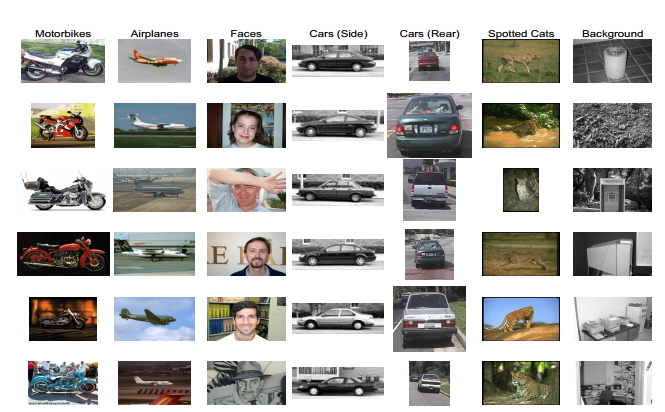 Motorbikes Airplanes Faces Cars (Side) Cars (Rear) Spotted Cats Background